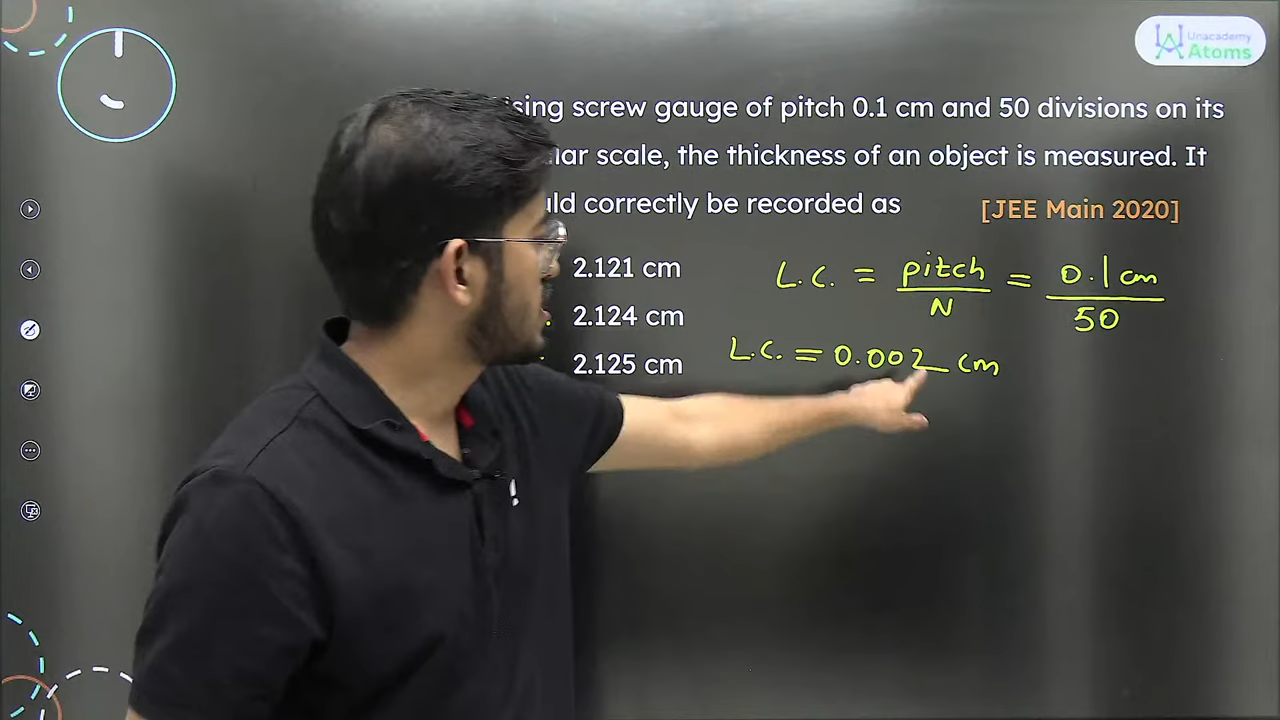 Unacademy
Atoms
sing screw gauge of pitch 0.1 cm and 50 divisions on its
lar scale, the thickness of an object is measured. It
uld correctly be recorded as [JEE Main 2020]
2.121 cm
2.124 cm
2.125 cm
L.C. = pitch / N = 0.1 cm / 50
L.C. = 0.002 cm